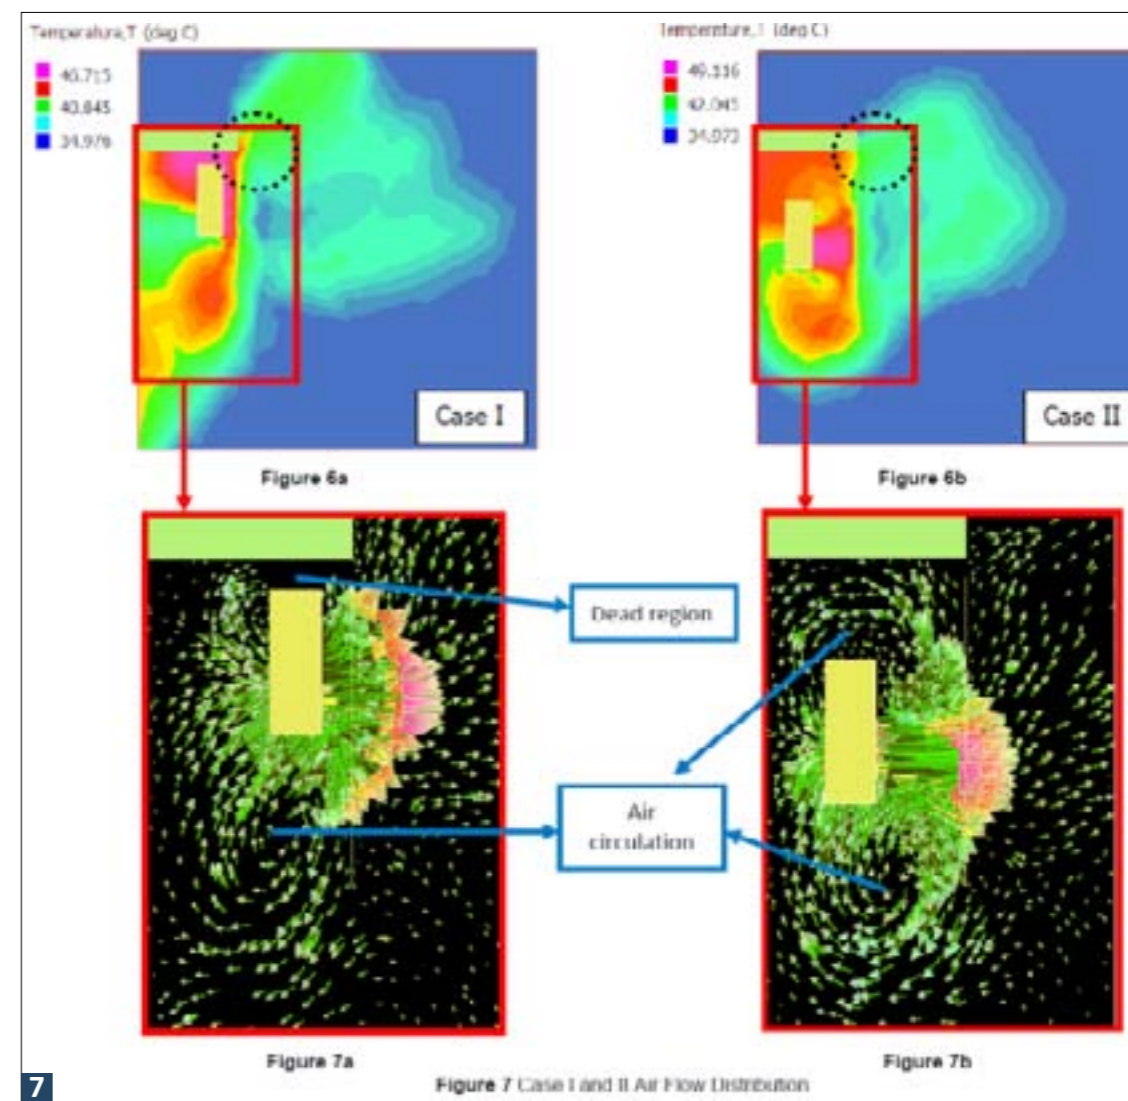 Temperature,T (deg C)
46.715
40.845
34.976
Case I
Figure 6a
Temperature,T (deg C)
49.116
42.045
34.973
Case II
Figure 6b
Dead region
Air
circulation
Figure 7a
Figure 7b
Figure 7 Case I and II Air Flow Distribution
7